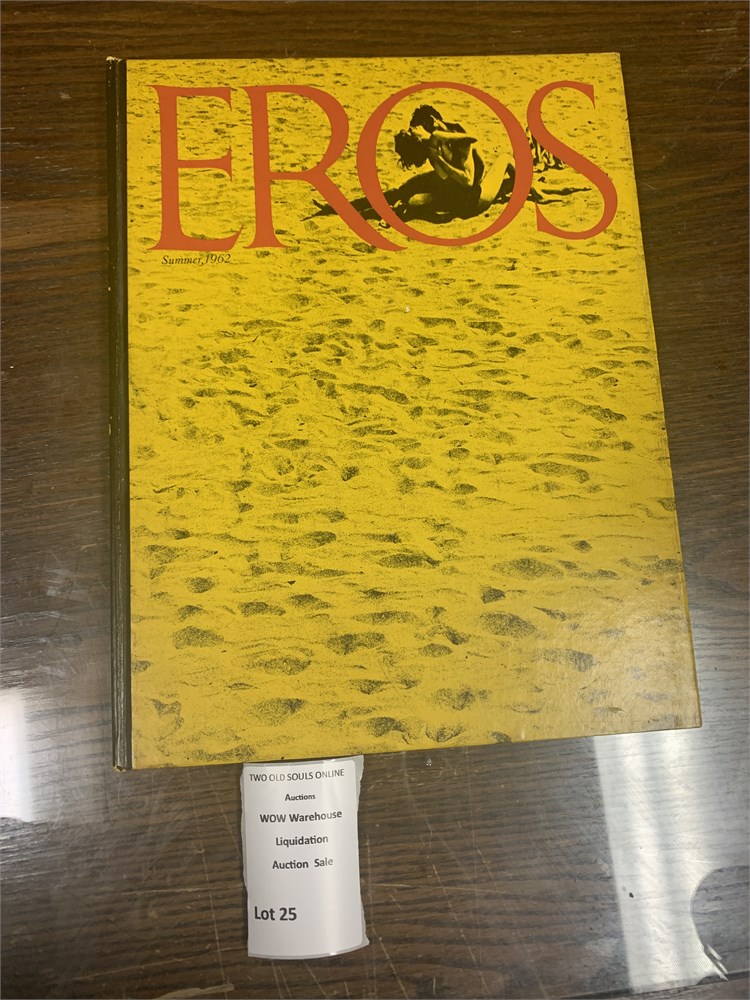 EROS
Summer, 1962
TWO OLD SOULS ONLINE
Auctions
WOW Warehouse
Liquidation
Auction Sale
Lot 25